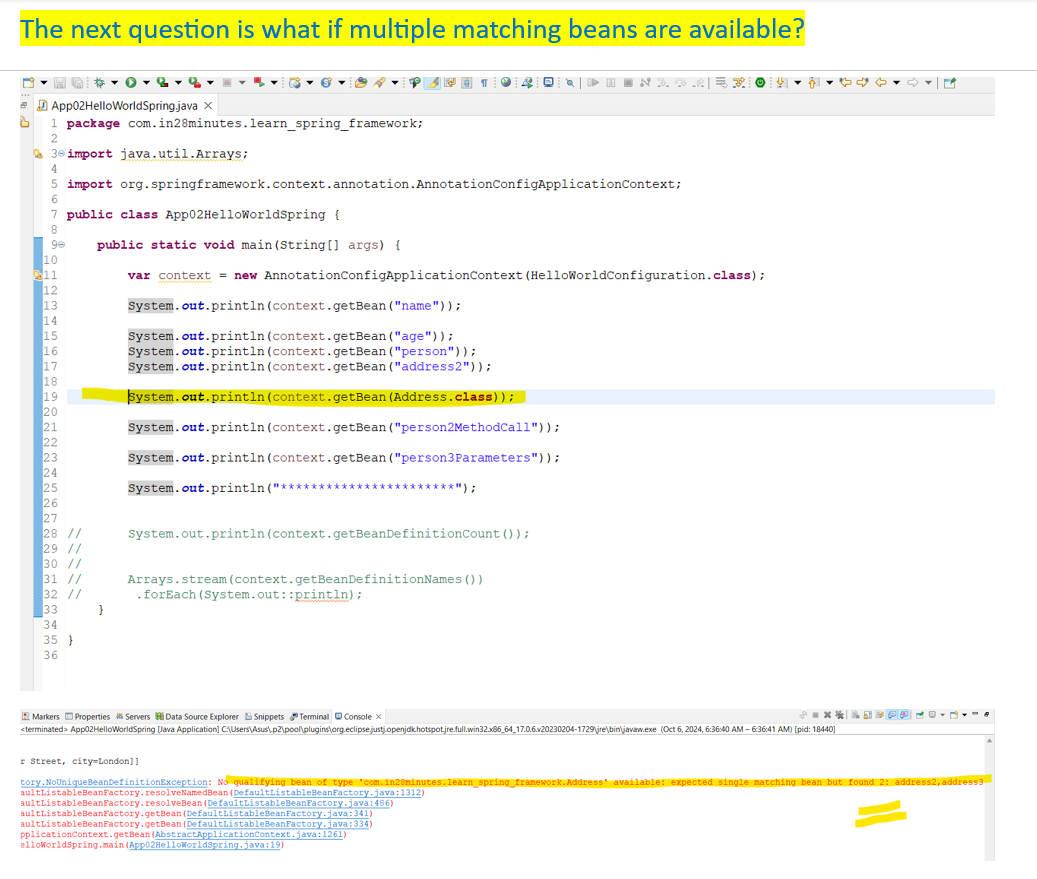 The next question is what if multiple matching beans are available?
App02HelloWorldSpring.java
1 package com.in28minutes.learn_spring_framework;
2
3 import java.util.Arrays;
4
5 import org.springframework.context.annotation.AnnotationConfigApplicationContext;
6
7 public class App02HelloWorldSpring {
8
9 public static void main(String[] args) {
10
11 var context = new AnnotationConfigApplicationContext(HelloWorldConfiguration.class);
12
13 System.out.println(context.getBean("name"));
14
15 System.out.println(context.getBean("age"));
16 System.out.println(context.getBean("person"));
17 System.out.println(context.getBean("address2"));
18
19 System.out.println(context.getBean(Address.class));
20
21 System.out.println(context.getBean("person2MethodCall"));
22
23 System.out.println(context.getBean("person3Parameters"));
24
25 System.out.println("***********************");
26
27
28 // System.out.println(context.getBeanDefinitionCount());
29 //
30 //
31 // Arrays.stream(context.getBeanDefinitionNames())
32 // .forEach(System.out::println);
33 }
34
35 }
36
Markers Properties Servers Data Source Explorer Snippets Terminal Console
<terminated> App02HelloWorldSpring [Java Application] C:\Users\Asus\.p2\pool\plugins\org.eclipse.justj.openjdk.hotspot.jre.full.win32.x86_64_17.0.6.v20230204-1729\jre\bin\javaw.exe (Oct 6, 2024, 6:36:40 AM – 6:36:41 AM) [pid: 18440]
r Street, city=London]]
tory.NoUniqueBeanDefinitionException: No qualifying bean of type 'com.in28minutes.learn_spring_framework.Address' available: expected single matching bean but found 2: address2,address3
aultListableBeanFactory.resolveNamedBean(DefaultListableBeanFactory.java:1312)
aultListableBeanFactory.resolveBean(DefaultListableBeanFactory.java:486)
aultListableBeanFactory.getBean(DefaultListableBeanFactory.java:341)
aultListableBeanFactory.getBean(DefaultListableBeanFactory.java:334)
pplicationContext.getBean(AbstractApplicationContext.java:1261)
elloWorldSpring.main(App02HelloWorldSpring.java:19)